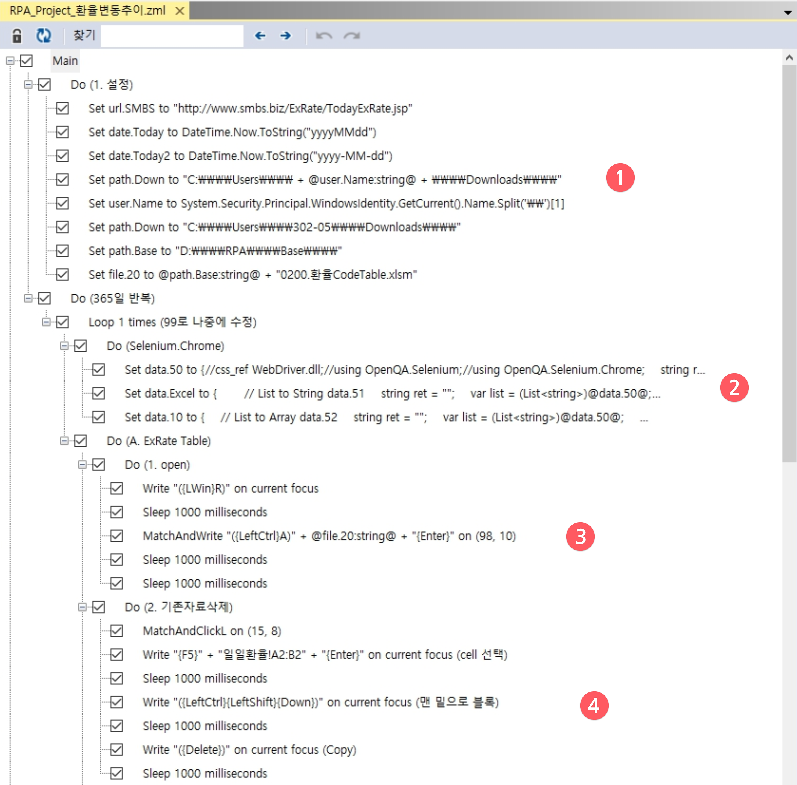 RPA_Project_환율변동추이.zml
찾기
Main
Do (1. 설정)
Set url.SMBS to "http://www.smbs.biz/ExRate/TodayExRate.jsp"
Set date.Today to DateTime.Now.ToString("yyyyMMdd")
Set date.Today2 to DateTime.Now.ToString("yyyy-MM-dd")
Set path.Down to "C:₩₩₩₩Users₩₩₩₩ + @user.Name:string@ + ₩₩₩₩Downloads₩₩₩₩"
1
Set user.Name to System.Security.Principal.WindowsIdentity.GetCurrent().Name.Split('₩₩')[1]
Set path.Down to "C:₩₩₩₩Users₩₩₩₩302-05₩₩₩₩Downloads₩₩₩₩"
Set path.Base to "D:₩₩₩₩RPA₩₩₩₩Base₩₩₩₩"
Set file.20 to @path.Base:string@ + "0200.환율CodeTable.xlsm"
Do (365일 반복)
Loop 1 times (99로 나중에 수정)
Do (Selenium.Chrome)
Set data.50 to {//css_ref WebDriver.dll;//using OpenQA.Selenium;//using OpenQA.Selenium.Chrome; string r...
2
Set data.Excel to { // List to String data.51 string ret = ""; var list = (List<string>)@data.50@;...
Set data.10 to { // List to Array data.52 string ret = ""; var list = (List<string>)@data.50@; ...
Do (A. ExRate Table)
Do (1. open)
Write "({LWin}R)" on current focus
Sleep 1000 milliseconds
MatchAndWrite "({LeftCtrl}A)" + @file.20:string@ + "{Enter}" on (98, 10)
3
Sleep 1000 milliseconds
Sleep 1000 milliseconds
Do (2. 기존자료삭제)
MatchAndClickL on (15, 8)
Write "{F5}" + "일일환율!A2:B2" + "{Enter}" on current focus (cell 선택)
Sleep 1000 milliseconds
Write "({LeftCtrl}{LeftShift}{Down})" on current focus (맨 밑으로 블록)
4
Sleep 1000 milliseconds
Write "({Delete})" on current focus (Copy)
Sleep 1000 milliseconds